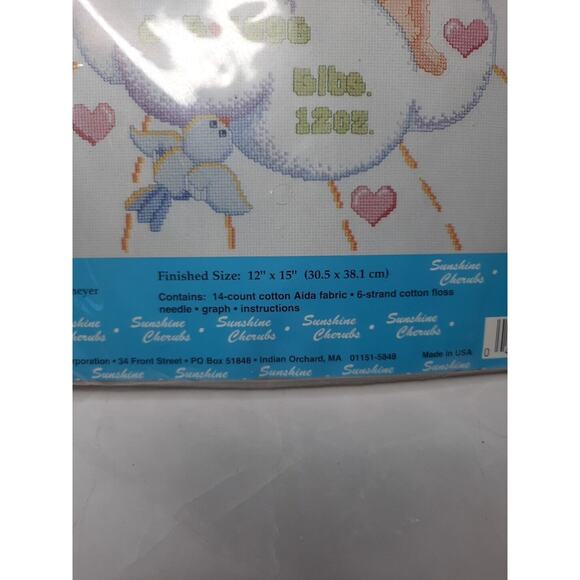 5lbs.
12oz.
Finished Size: 12" x 15" (30.5 x 38.1 cm)
Sunshine
Cherubs
Contains: 14-count cotton Aida fabric • 6-strand cotton floss
needle • graph • instructions
Sunshine • Sunshine • Sunshine • Sunshine • Sunshine
Cherubs Cherubs Cherubs Cherubs Cherubs
rporation • 34 Front Street • PO Box 51848 • Indian Orchard, MA 01151-5848
Made in USA
Sunshine Sunshine Sunshine Sunshine Sunshine